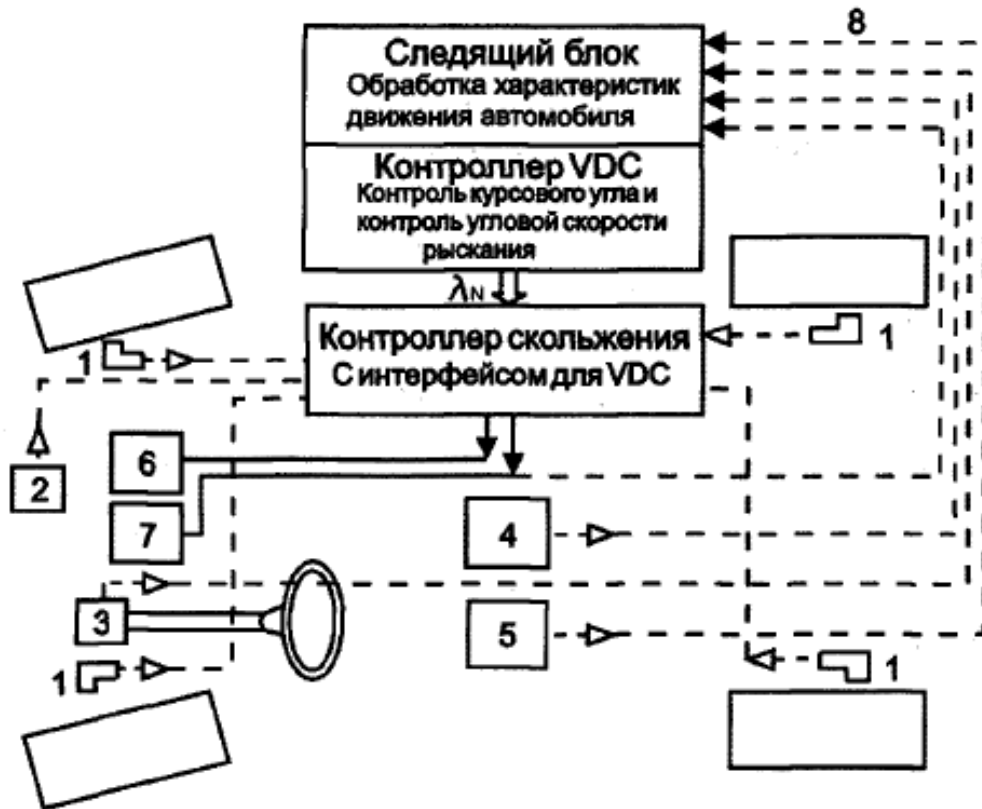 8
Следящий блок
Обработка характеристик
движения автомобиля
Контроллер VDC
Контроль курсового угла и
контроль угловой скорости
рыскания
λN
Контроллер скольжения
С интерфейсом для VDC
1
1
2
6
7
4
3
5
1
1